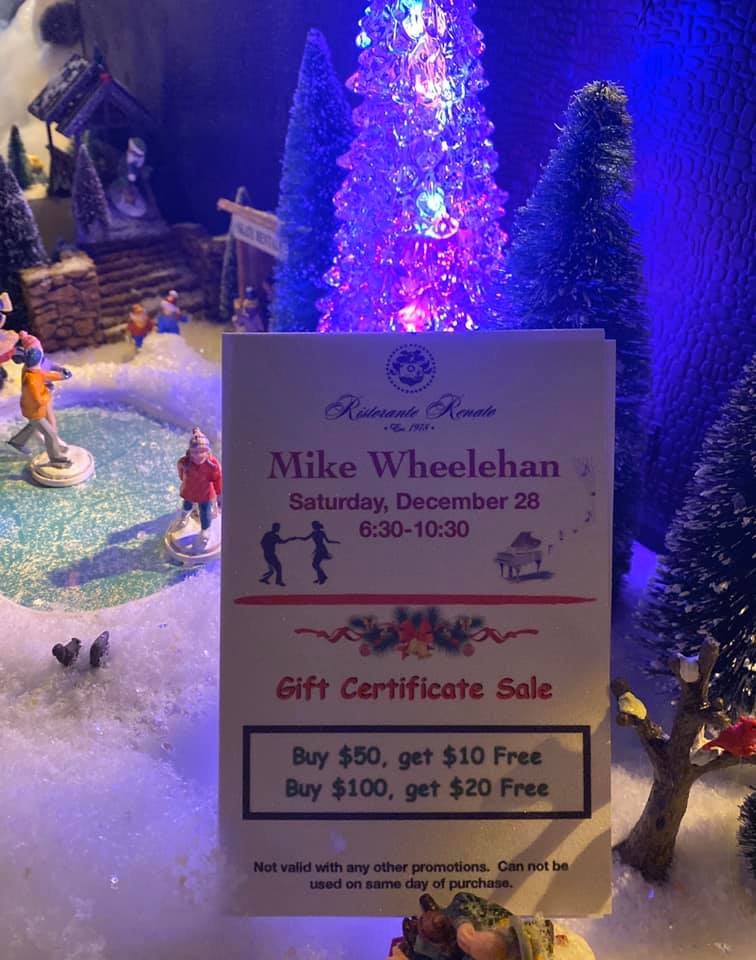 SKATE RENTAL
Ristorante Renato
• Est. 1978 •
Mike Wheelehan
Saturday, December 28
6:30-10:30
Gift Certificate Sale
Buy $50, get $10 Free
Buy $100, get $20 Free
Not valid with any other promotions. Can not be
used on same day of purchase.